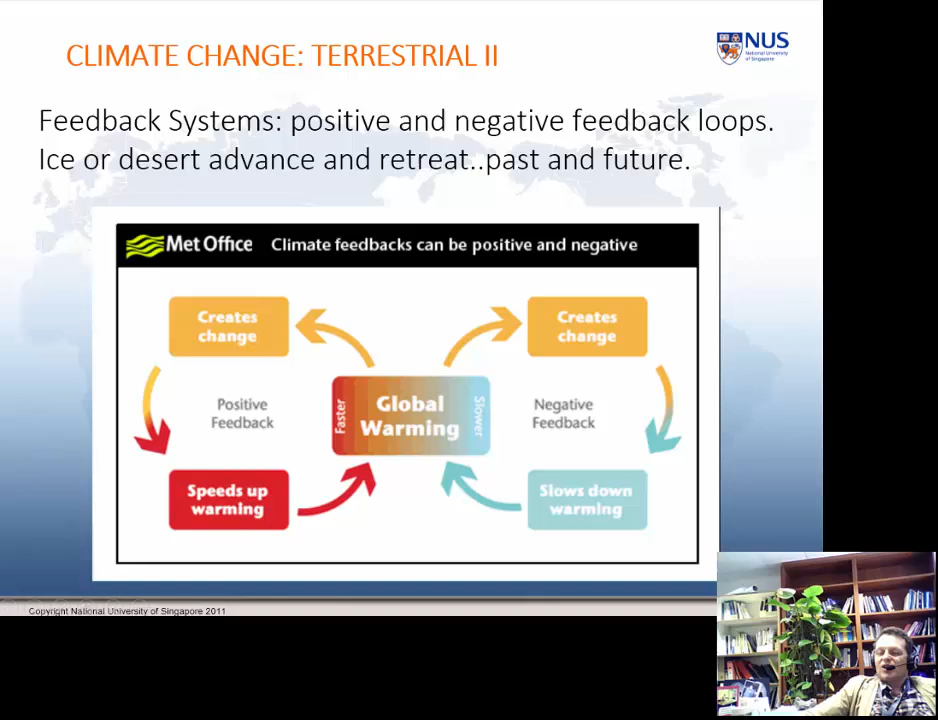 CLIMATE CHANGE: TERRESTRIAL II
NUS
National University
of Singapore
Feedback Systems: positive and negative feedback loops.
Ice or desert advance and retreat..past and future.
Met Office Climate feedbacks can be positive and negative
Creates
change
Creates
change
Positive
Feedback
Faster
Global
Warming
Slower
Negative
Feedback
Speeds up
warming
Slows down
warming
Copyright National University of Singapore 2011